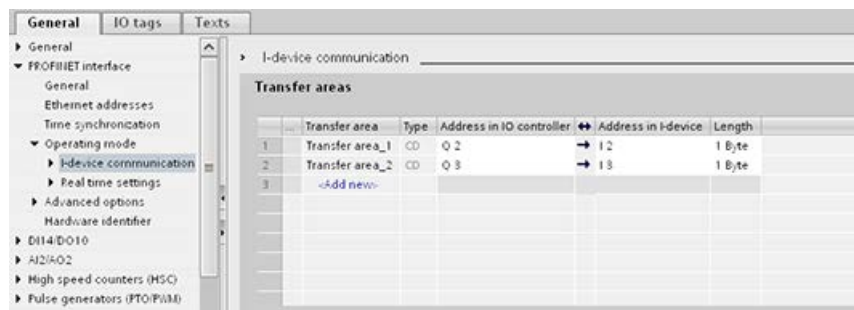 General IO tags Texts
General
PROFINET interface
General
Ethernet addresses
Time synchronization
Operating mode
I-device communication
Real time settings
Advanced options
Hardware identifier
DI14/DO10
AI2/AO2
High speed counters (HSC)
Pulse generators (PTO/PWM)
I-device communication
Transfer areas
... Transfer area Type Address in IO controller ↔ Address in I-device Length
1 Transfer area_1 CD Q 2 → I 2 1 Byte
2 Transfer area_2 CD Q 3 → I 3 1 Byte
3 <Add new>